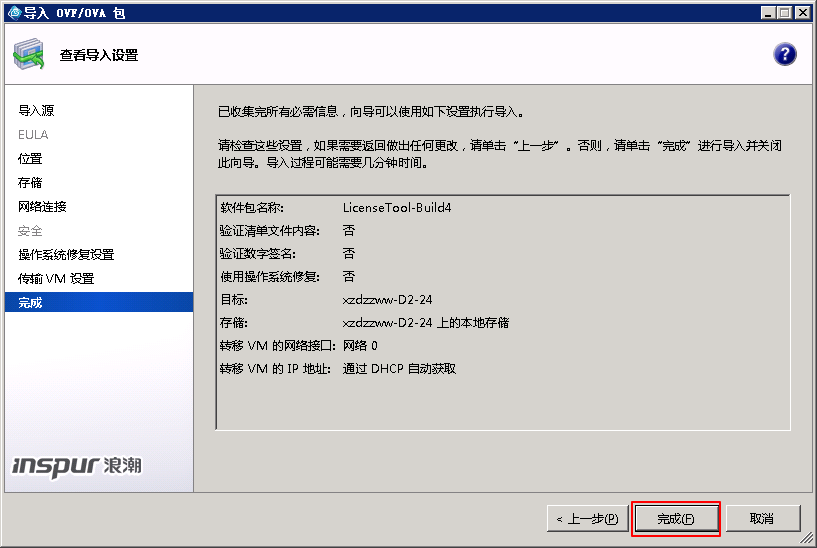 导入 OVF/OVA 包
查看导入设置
?
导入源
EULA
位置
存储
网络连接
安全
操作系统修复设置
传输 VM 设置
完成
inspur 浪潮
已收集完所有必需信息，向导可以使用如下设置执行导入。
请检查这些设置，如果需要返回做出任何更改，请单击“上一步”。否则，请单击“完成”进行导入并关闭
此向导。导入过程可能需要几分钟时间。
软件包名称: LicenseTool-Build4
验证清单文件内容: 否
验证数字签名: 否
使用操作系统修复: 否
目标: xzdzzww-D2-24
存储: xzdzzww-D2-24 上的本地存储
转移 VM 的网络接口: 网络 0
转移 VM 的 IP 地址: 通过 DHCP 自动获取
< 上一步(P)
完成(F)
取消